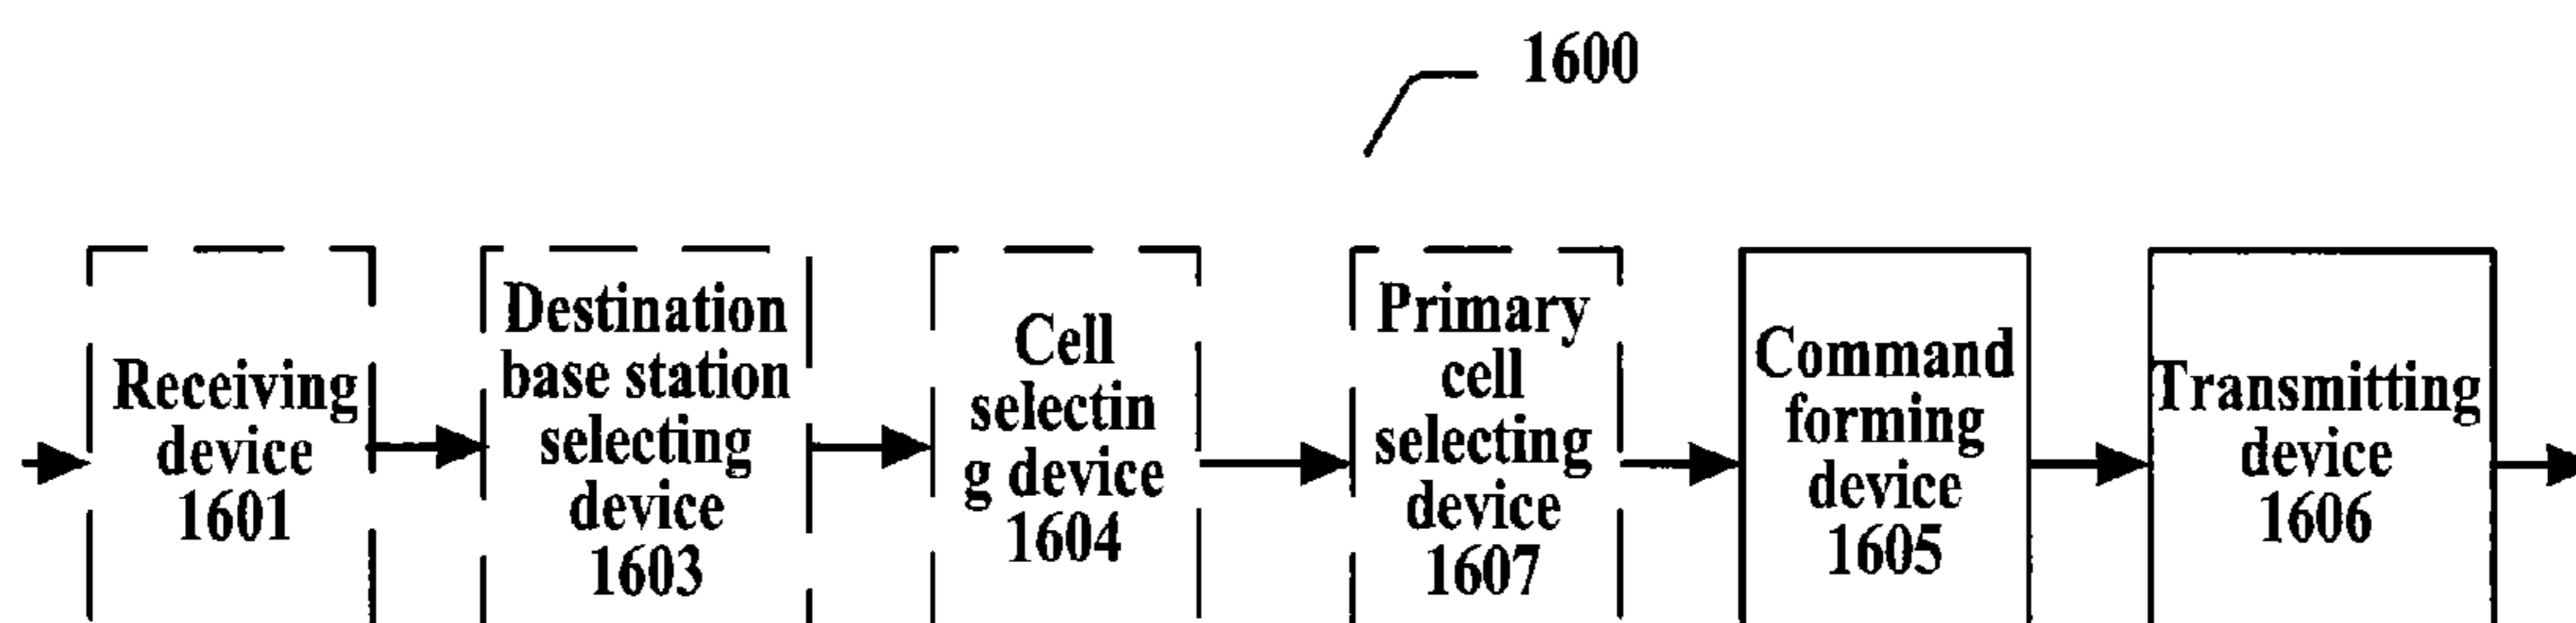 1600
Receiving
device
1601
Destination
base station
selecting
device
1603
Cell
selectin
g device
1604
Primary
cell
selecting
device
1607
Command
forming
device
1605
Transmitting
device
1606